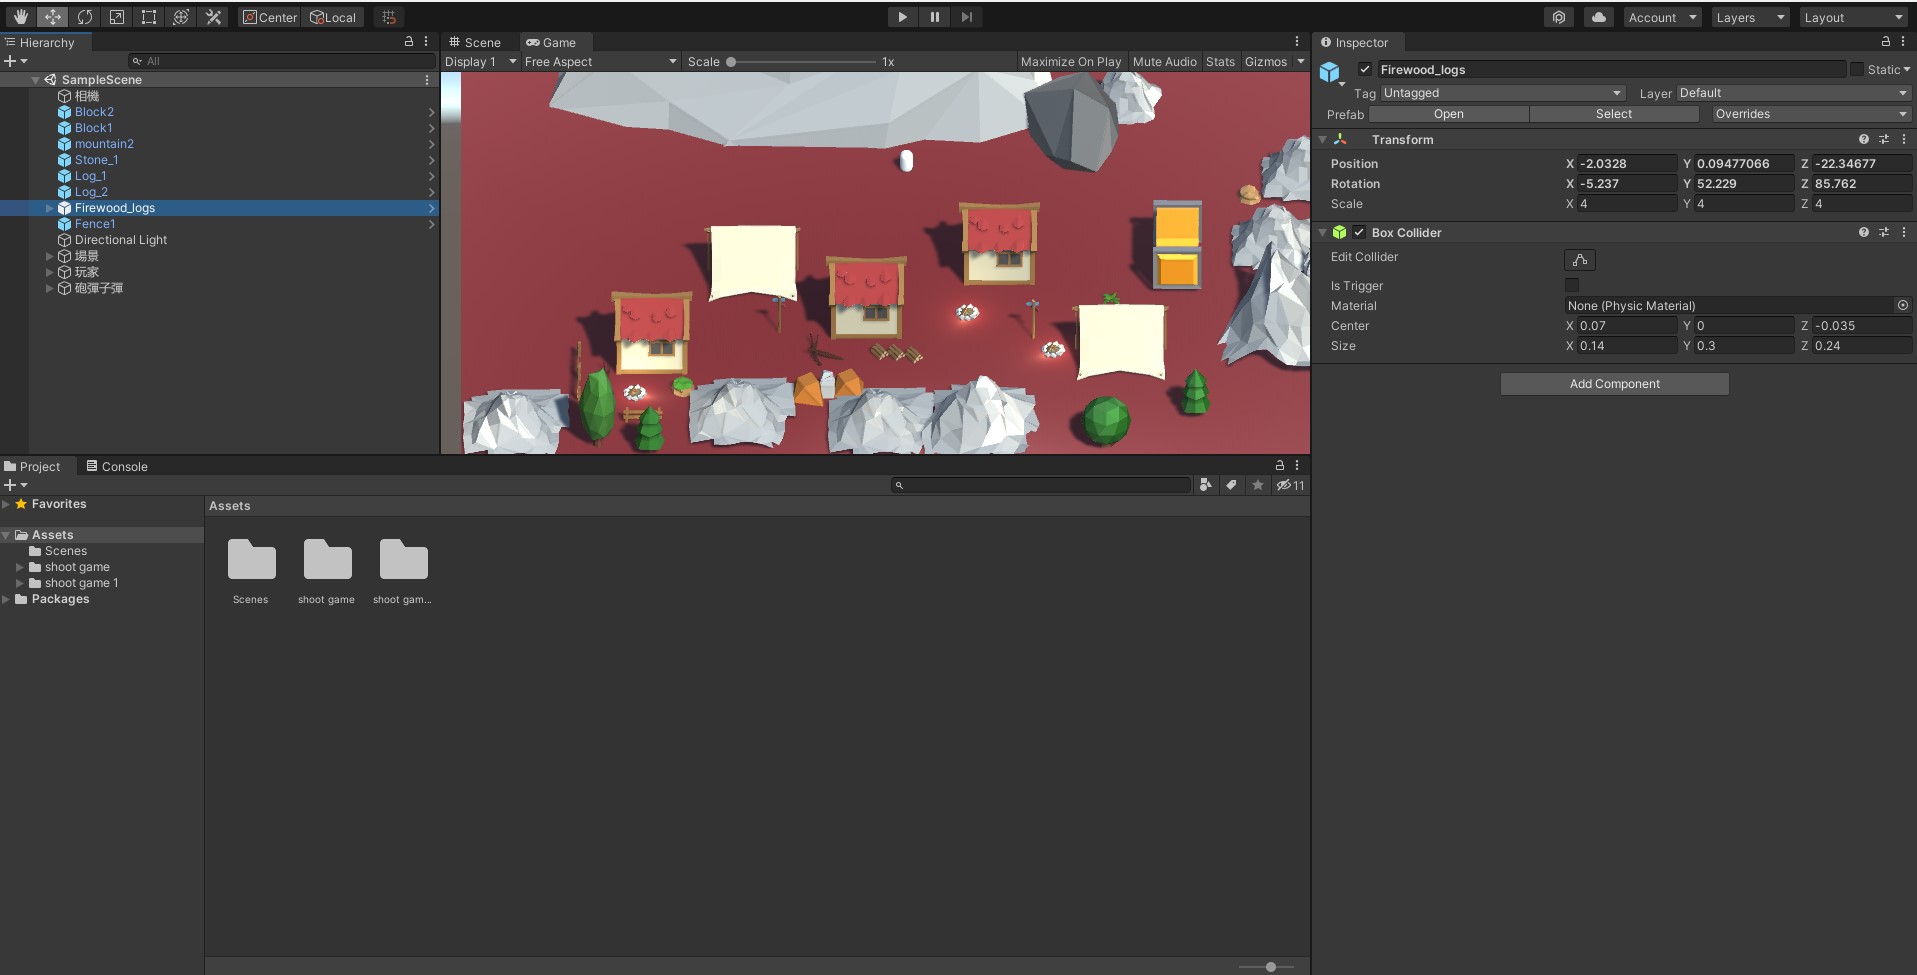 Center
Local
Account
Layers
Layout
Hierarchy
All
SampleScene
相機
Block2
Block1
mountain2
Stone_1
Log_1
Log_2
Firewood_logs
Fence1
Directional Light
場景
玩家
砲彈子彈
Scene
Game
Display 1
Free Aspect
Scale
1x
Maximize On Play
Mute Audio
Stats
Gizmos
Inspector
Firewood_logs
Static
Tag
Untagged
Layer
Default
Prefab
Open
Select
Overrides
Transform
Position
X -2.0328
Y 0.09477066
Z -22.34677
Rotation
X -5.237
Y 52.229
Z 85.762
Scale
X 4
Y 4
Z 4
Box Collider
Edit Collider
Is Trigger
Material
None (Physic Material)
Center
X 0.07
Y 0
Z -0.035
Size
X 0.14
Y 0.3
Z 0.24
Add Component
Project
Console
11
Favorites
Assets
Scenes
shoot game
shoot game 1
Packages
Assets
Scenes
shoot game
shoot gam...